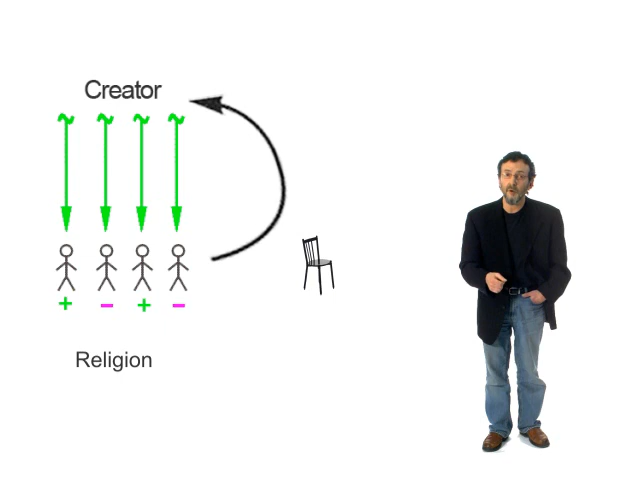 Creator
+ − + −
Religion